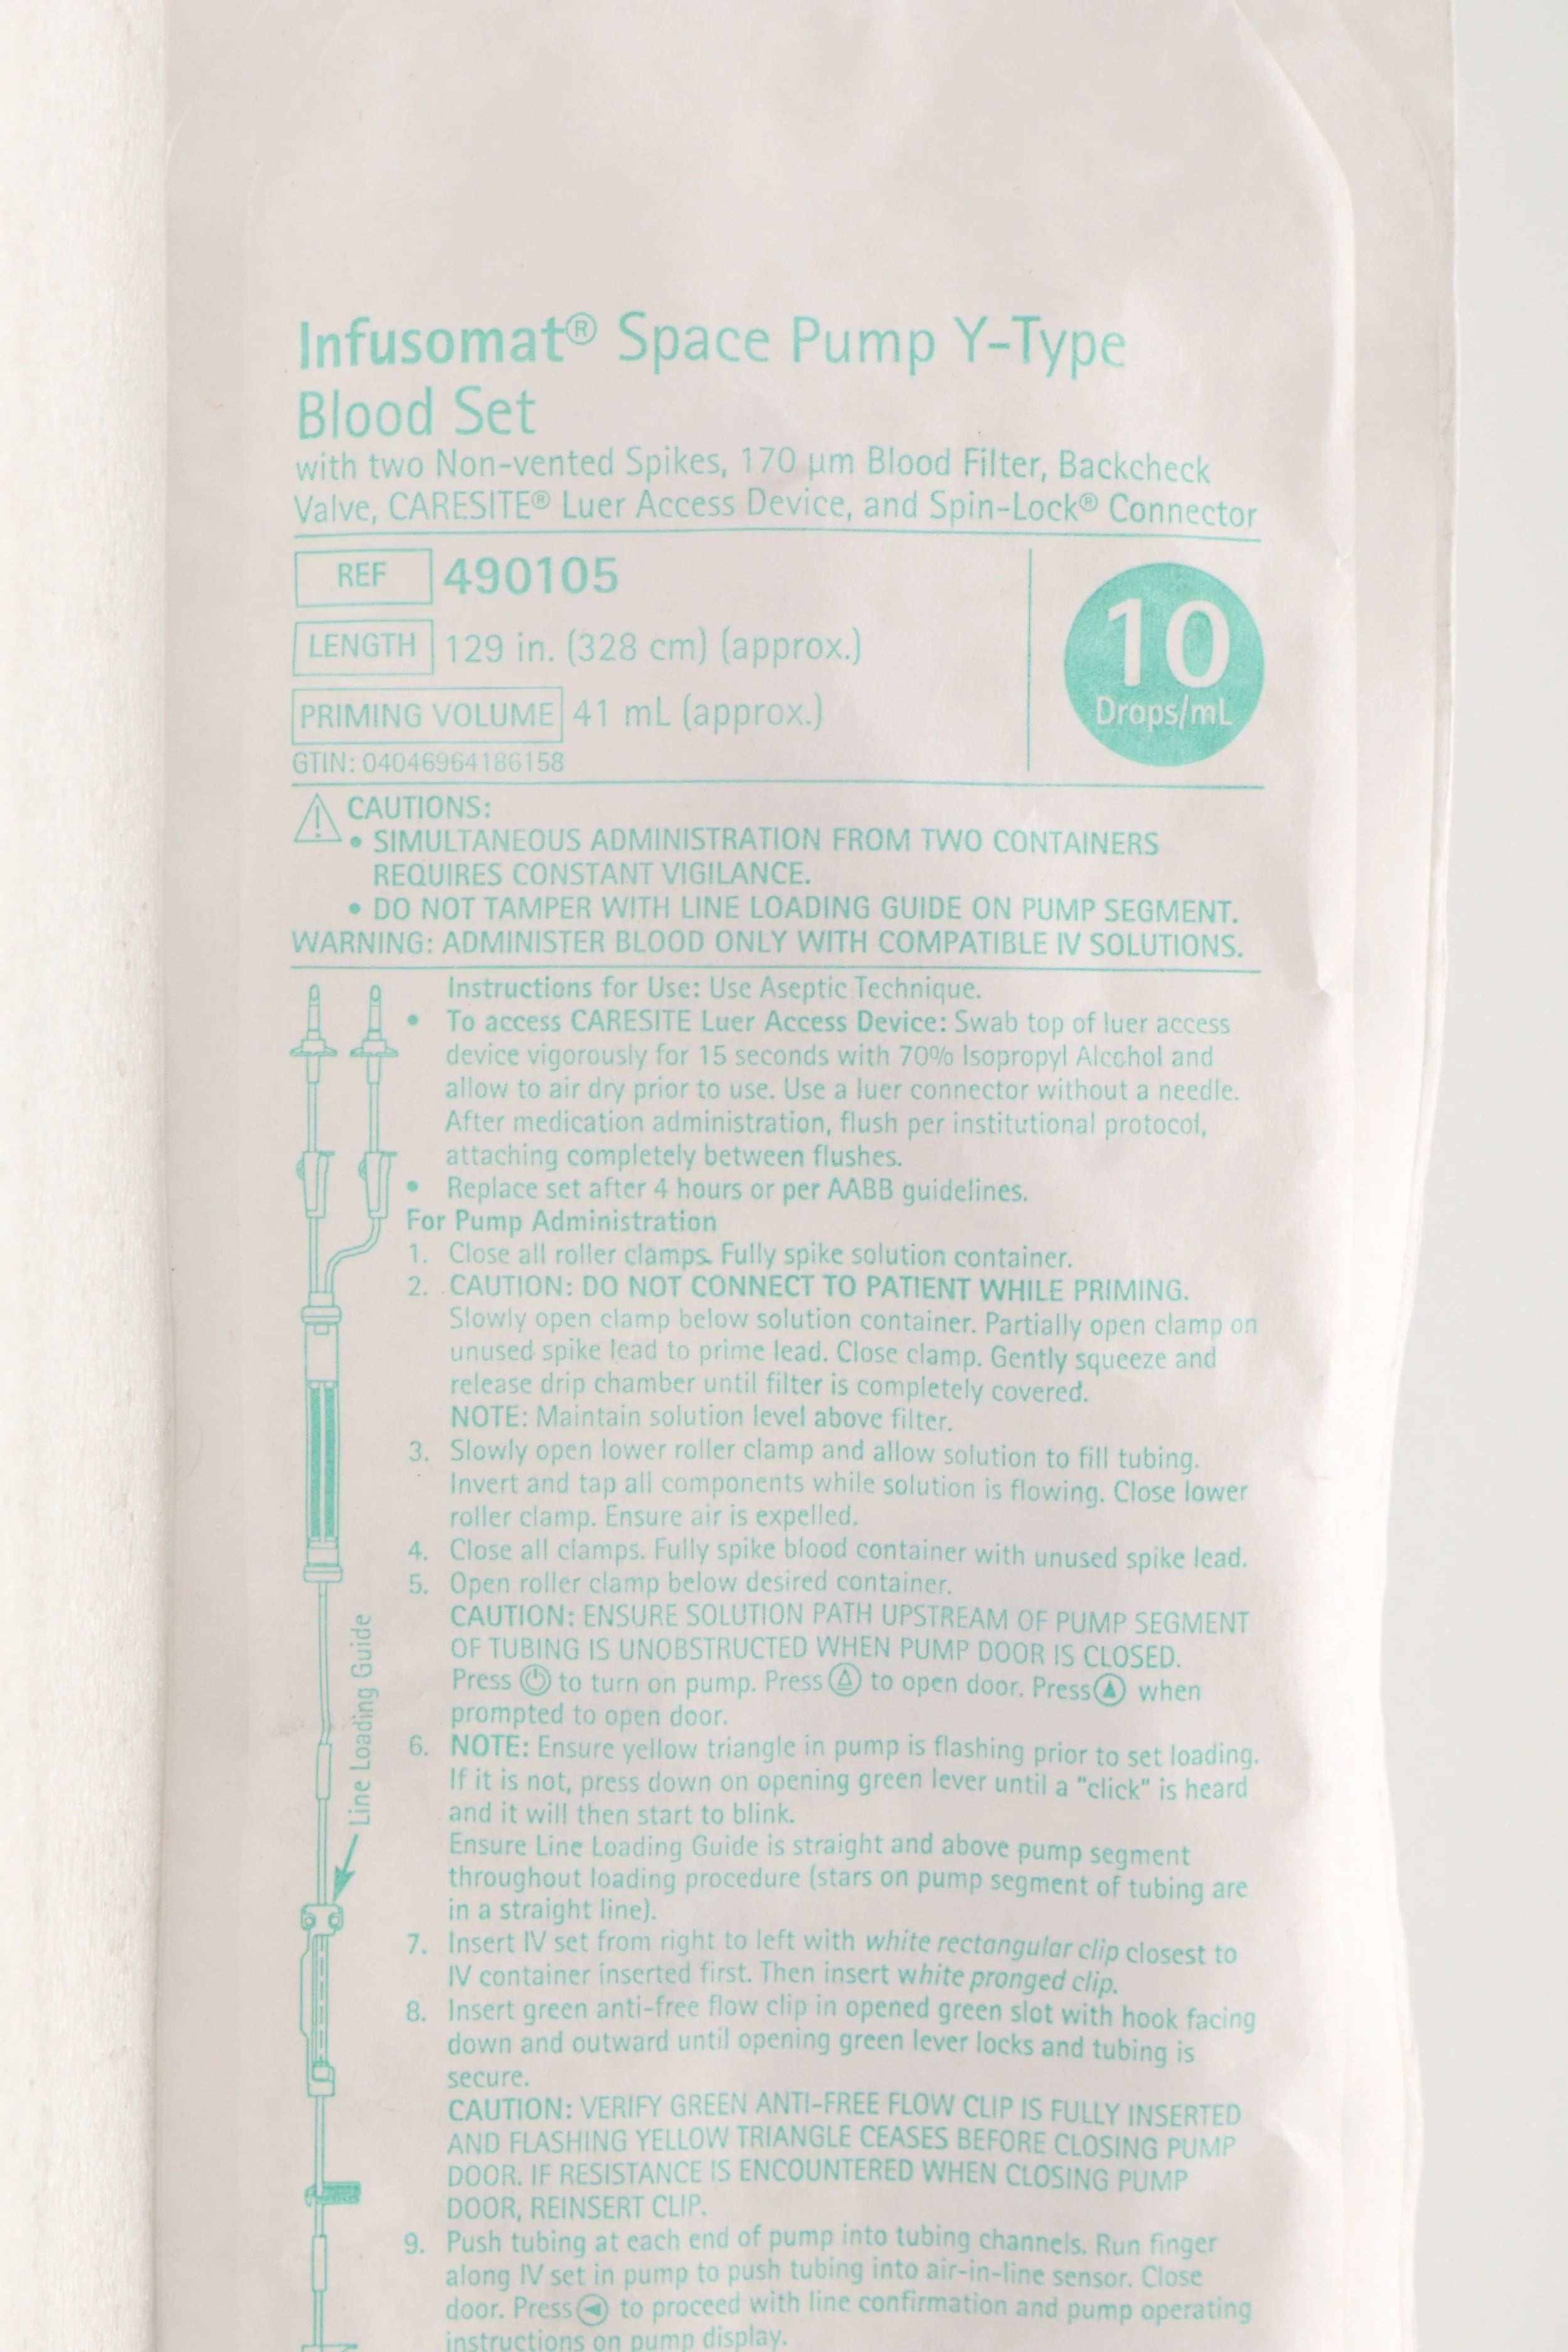 Infusomat® Space Pump Y-Type
Blood Set
with two Non-vented Spikes, 170 µm Blood Filter, Backcheck
Valve, CARESITE® Luer Access Device, and Spin-Lock® Connector
REF 490105
LENGTH 129 in. (328 cm) (approx.)
PRIMING VOLUME 41 mL (approx.)
GTIN: 04046964186158
10
Drops/mL
CAUTIONS:
• SIMULTANEOUS ADMINISTRATION FROM TWO CONTAINERS
REQUIRES CONSTANT VIGILANCE.
• DO NOT TAMPER WITH LINE LOADING GUIDE ON PUMP SEGMENT.
WARNING: ADMINISTER BLOOD ONLY WITH COMPATIBLE IV SOLUTIONS.
Instructions for Use: Use Aseptic Technique.
• To access CARESITE Luer Access Device: Swab top of luer access
device vigorously for 15 seconds with 70% Isopropyl Alcohol and
allow to air dry prior to use. Use a luer connector without a needle.
After medication administration, flush per institutional protocol,
attaching completely between flushes.
• Replace set after 4 hours or per AABB guidelines.
For Pump Administration
1. Close all roller clamps. Fully spike solution container.
2. CAUTION: DO NOT CONNECT TO PATIENT WHILE PRIMING.
Slowly open clamp below solution container. Partially open clamp on
unused spike lead to prime lead. Close clamp. Gently squeeze and
release drip chamber until filter is completely covered.
NOTE: Maintain solution level above filter.
3. Slowly open lower roller clamp and allow solution to fill tubing.
Invert and tap all components while solution is flowing. Close lower
roller clamp. Ensure air is expelled.
4. Close all clamps. Fully spike blood container with unused spike lead.
5. Open roller clamp below desired container.
CAUTION: ENSURE SOLUTION PATH UPSTREAM OF PUMP SEGMENT
OF TUBING IS UNOBSTRUCTED WHEN PUMP DOOR IS CLOSED.
Press to turn on pump. Press to open door. Press when
prompted to open door.
6. NOTE: Ensure yellow triangle in pump is flashing prior to set loading.
If it is not, press down on opening green lever until a "click" is heard
and it will then start to blink.
Ensure Line Loading Guide is straight and above pump segment
throughout loading procedure (stars on pump segment of tubing are
in a straight line).
7. Insert IV set from right to left with white rectangular clip closest to
IV container inserted first. Then insert white pronged clip.
8. Insert green anti-free flow clip in opened green slot with hook facing
down and outward until opening green lever locks and tubing is
secure.
CAUTION: VERIFY GREEN ANTI-FREE FLOW CLIP IS FULLY INSERTED
AND FLASHING YELLOW TRIANGLE CEASES BEFORE CLOSING PUMP
DOOR. IF RESISTANCE IS ENCOUNTERED WHEN CLOSING PUMP
DOOR, REINSERT CLIP.
9. Push tubing at each end of pump into tubing channels. Run finger
along IV set in pump to push tubing into air-in-line sensor. Close
door. Press to proceed with line confirmation and pump operating
instructions on pump display.
Line Loading Guide